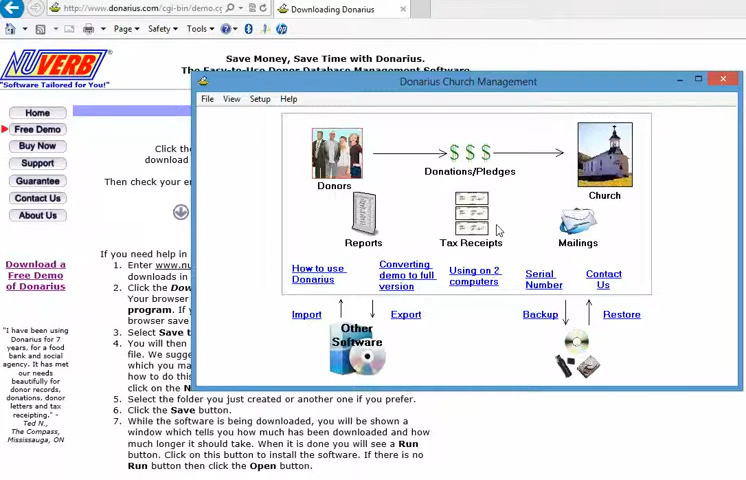 http://www.donarius.com/cgi-bin/demo.cg
Downloading Donarius
Page
Safety
Tools
NUVERB
"Software Tailored for You!"
Save Money, Save Time with Donarius.
The Easy-to-Use Donor Database Management Software
Home
Free Demo
Buy Now
Support
Guarantee
Contact Us
About Us
Download a
Free Demo
of Donarius
"I have been using
Donarius for 7
years, for a food
bank and social
agency. It has met
our needs
beautifully for
donor records,
donations, donor
letters and tax
receipting." -
Ted N.,
The Compass,
Mississauga, ON
Click the
download
Then check your e
If you need help in
1. Enter www.nu
downloads in
2. Click the Dow
Your browser
program. If y
browser save
3. Select Save t
4. You will then
file. We sugge
which you ma
how to do this
click on the N
5. Select the folder you just created or another one if you prefer.
6. Click the Save button.
7. While the software is being downloaded, you will be shown a
window which tells you how much has been downloaded and how
much longer it should take. When it is done you will see a Run
button. Click on this button to install the software. If there is no
Run button then click the Open button.
Donarius Church Management
File View Setup Help
Donors
Donations/Pledges
$ $ $
Church
Reports
Tax Receipts
Mailings
How to use
Donarius
Converting
demo to full
version
Using on 2
computers
Serial
Number
Contact
Us
Import
Export
Backup
Restore
Other
Software